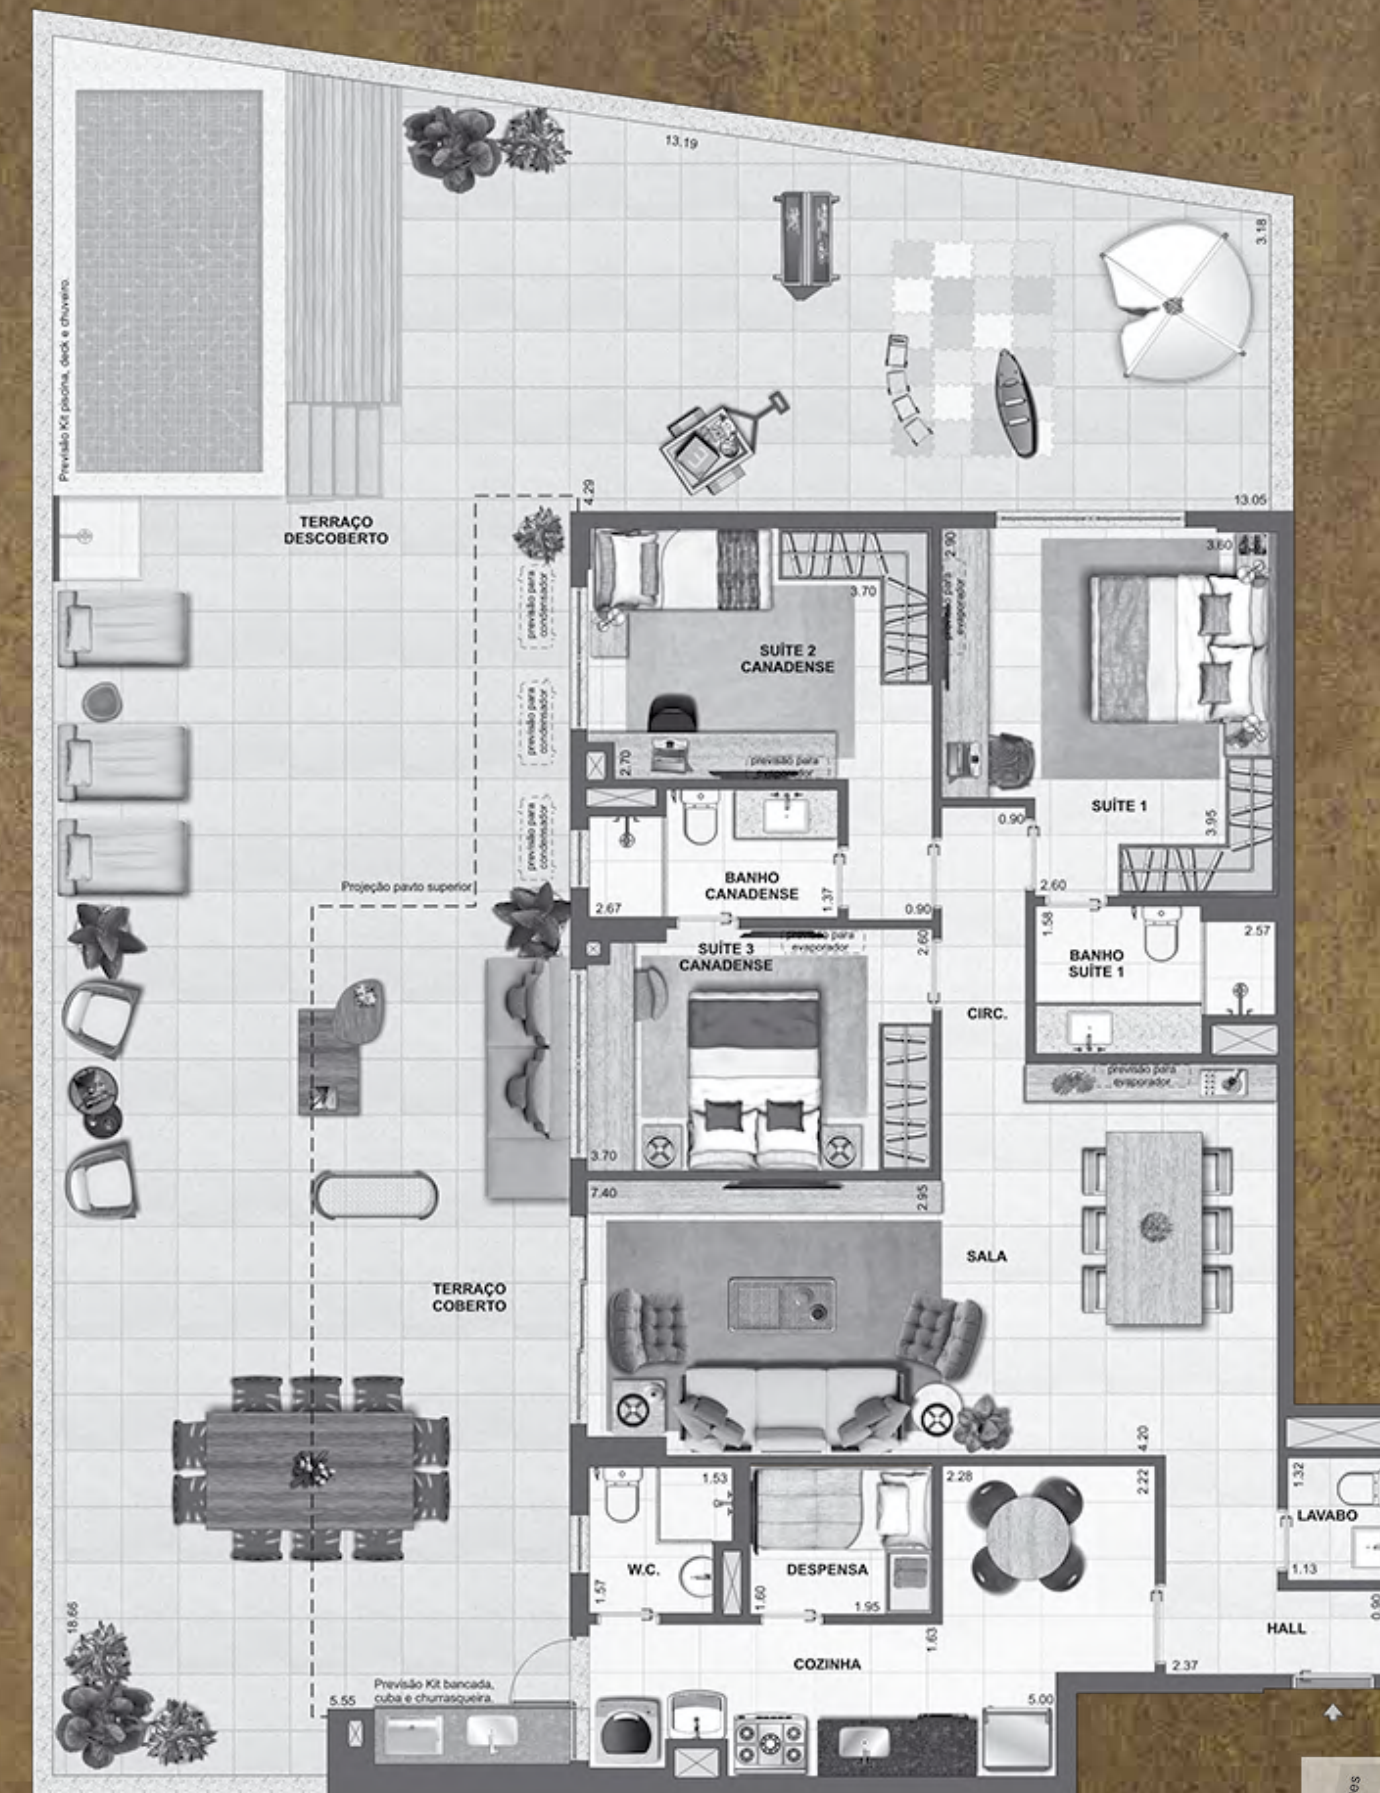 13.19
3.18
Previsão Kit piscina, deck e chuveiro.
4.29
13.05
TERRAÇO
DESCOBERTO
previsão para
condensador
previsão para
condensador
previsão para
condensador
3.70
SUÍTE 2
CANADENSE
2.70
previsão para
evaporador
2.90
previsão para
evaporador
3.60
SUÍTE 1
3.95
0.90
2.60
Projeção pavto superior
BANHO
CANADENSE
2.67
1.37
0.90
1.58
BANHO
SUÍTE 1
2.57
SUÍTE 3
CANADENSE
previsão para
evaporador
2.60
CIRC.
previsão para
evaporador
3.70
7.40
2.95
SALA
TERRAÇO
COBERTO
4.20
1.53
W.C.
1.57
DESPENSA
1.60
1.95
2.28
2.22
1.32
LAVABO
1.13
0.90
HALL
1.63
COZINHA
2.37
18.66
Previsão Kit bancada,
cuba e churrasqueira.
5.55
5.00
es